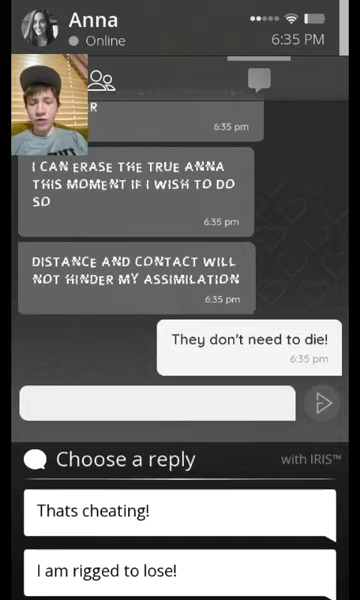 Anna
Online
6:35 PM
R
6:35 pm
I CAN ERASE THE TRUE ANNA
THIS MOMENT IF I WISH TO DO
SO
6:35 pm
DISTANCE AND CONTACT WILL
NOT HINDER MY ASSIMILATION
6:35 pm
They don't need to die!
6:35 pm
Choose a reply
with IRIS™
Thats cheating!
I am rigged to lose!